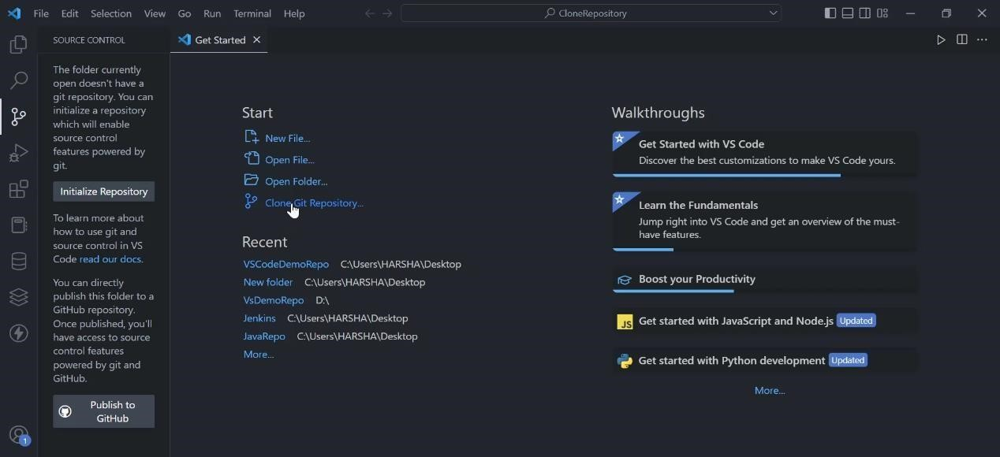 File Edit Selection View Go Run Terminal Help
CloneRepository
SOURCE CONTROL
Get Started
The folder currently
open doesn't have a
git repository. You can
initialize a repository
which will enable
source control
features powered by
git.
Initialize Repository
To learn more about
how to use git and
source control in VS
Code read our docs.
You can directly
publish this folder to a
GitHub repository.
Once published, you'll
have access to source
control features
powered by git and
GitHub.
Publish to
GitHub
1
Start
New File...
Open File...
Open Folder...
Clone Git Repository...
Recent
VSCodeDemoRepo C:\Users\HARSHA\Desktop
New folder C:\Users\HARSHA\Desktop
VsDemoRepo D:\
Jenkins C:\Users\HARSHA\Desktop
JavaRepo C:\Users\HARSHA\Desktop
More...
Walkthroughs
Get Started with VS Code
Discover the best customizations to make VS Code yours.
Learn the Fundamentals
Jump right into VS Code and get an overview of the must-
have features.
Boost your Productivity
JS Get started with JavaScript and Node.js Updated
Get started with Python development Updated
More...